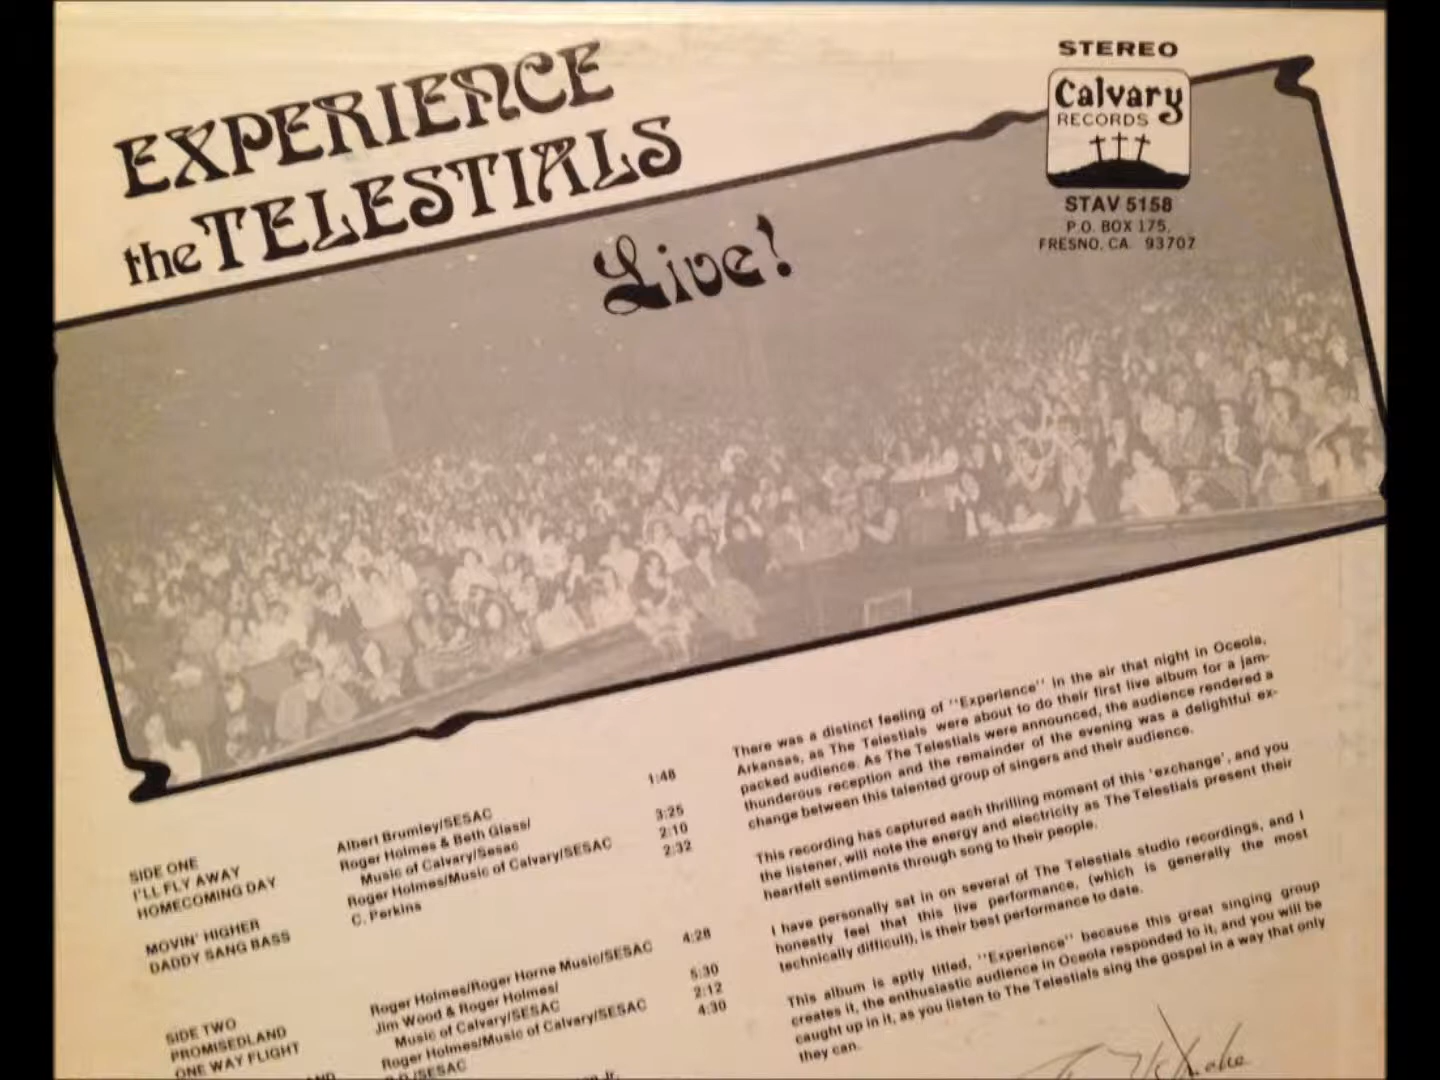 EXPERIENCE
the TELESTIALS
Live!
STEREO
Calvary
RECORDS
STAV 5158
P.O. BOX 175,
FRESNO, CA. 93707
SIDE ONE
I'LL FLY AWAY Albert Brumley/SESAC 1:48
HOMECOMING DAY Roger Holmes & Beth Glass/
Music of Calvary/Sesac 3:25
MOVIN' HIGHER Roger Holmes/Music of Calvary/SESAC 2:10
DADDY SANG BASS C. Perkins 2:32
SIDE TWO
PROMISEDLAND Roger Holmes/Roger Horne Music/SESAC 4:28
ONE WAY FLIGHT Jim Wood & Roger Holmes/
Music of Calvary/SESAC 5:30
Roger Holmes/Music of Calvary/SESAC 2:12
/SESAC 4:30
There was a distinct feeling of "Experience" in the air that night in Oceola,
Arkansas, as The Telestials were about to do their first live album for a jam-
packed audience. As The Telestials were announced, the audience rendered a
thunderous reception and the remainder of the evening was a delightful ex-
change between this talented group of singers and their audience.
This recording has captured each thrilling moment of this 'exchange', and you
the listener, will note the energy and electricity as The Telestials present their
heartfelt sentiments through song to their people.
I have personally sat in on several of The Telestials studio recordings, and I
honestly feel that this live performance, (which is generally the most
technically difficult), is their best performance to date.
This album is aptly titled, "Experience" because this great singing group
creates it, the enthusiastic audience in Oceola responded to it, and you will be
caught up in it, as you listen to The Telestials sing the gospel in a way that only
they can.